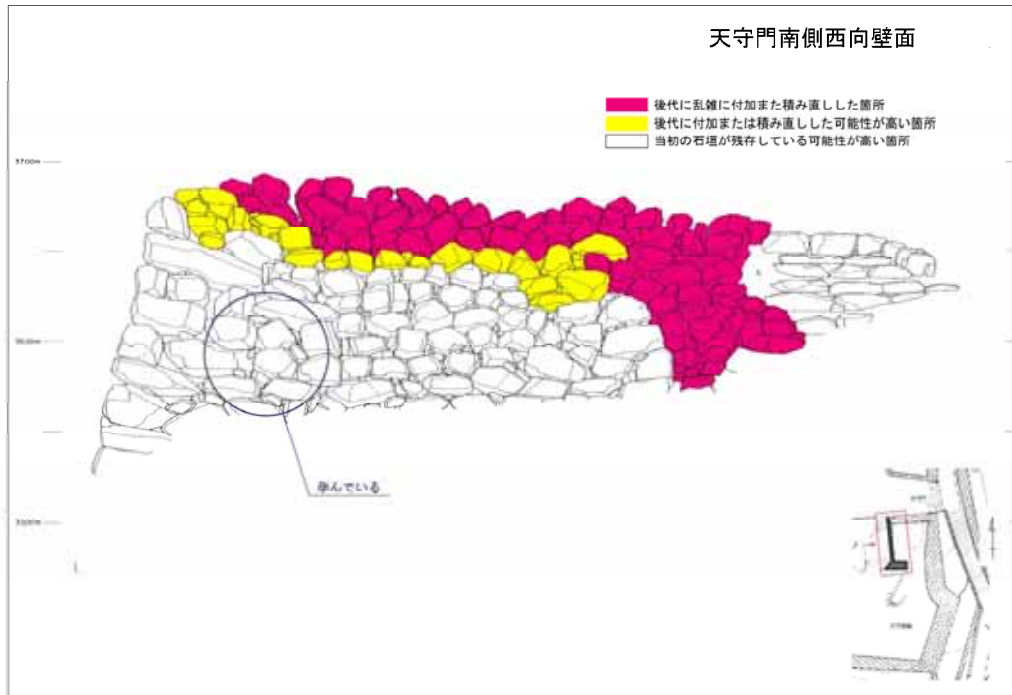 天守門南側西向壁面
後代に乱雑に付加また積み直しした箇所
後代に付加または積み直しした可能性が高い箇所
当初の石垣が残存している可能性が高い箇所
孕んでいる